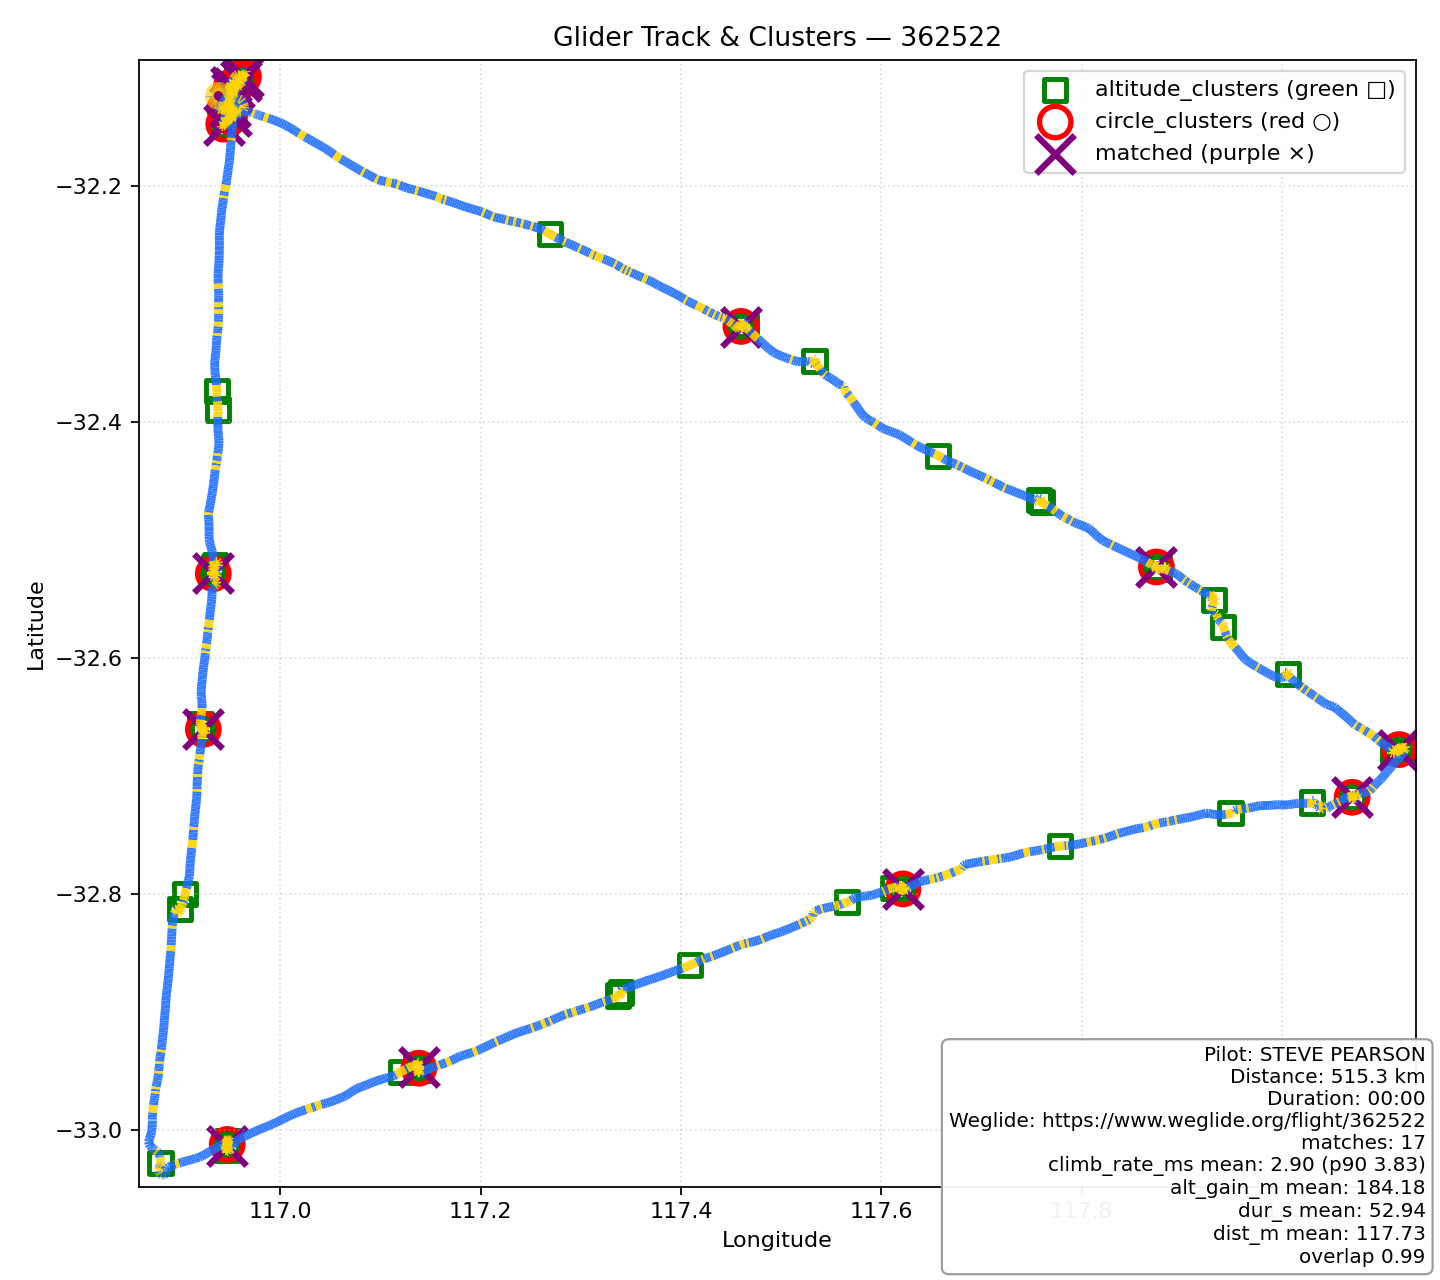 Glider Track & Clusters — 362522
altitude_clusters (green □)
circle_clusters (red ○)
matched (purple ×)
−32.2
−32.4
−32.6
−32.8
−33.0
Latitude
117.0
117.2
117.4
117.6
117.8
Longitude
Pilot: STEVE PEARSON
Distance: 515.3 km
Duration: 00:00
Weglide: https://www.weglide.org/flight/362522
matches: 17
climb_rate_ms mean: 2.90 (p90 3.83)
alt_gain_m mean: 184.18
dur_s mean: 52.94
dist_m mean: 117.73
overlap 0.99